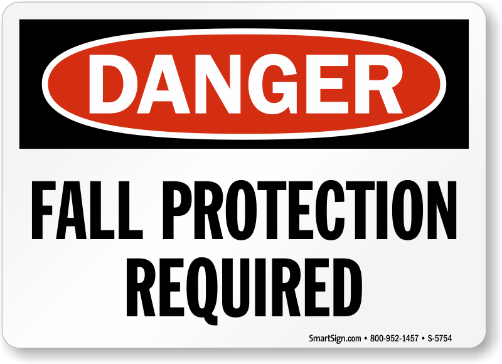 DANGER
FALL PROTECTION
REQUIRED
SmartSign.com • 800-952-1457 • S-5754